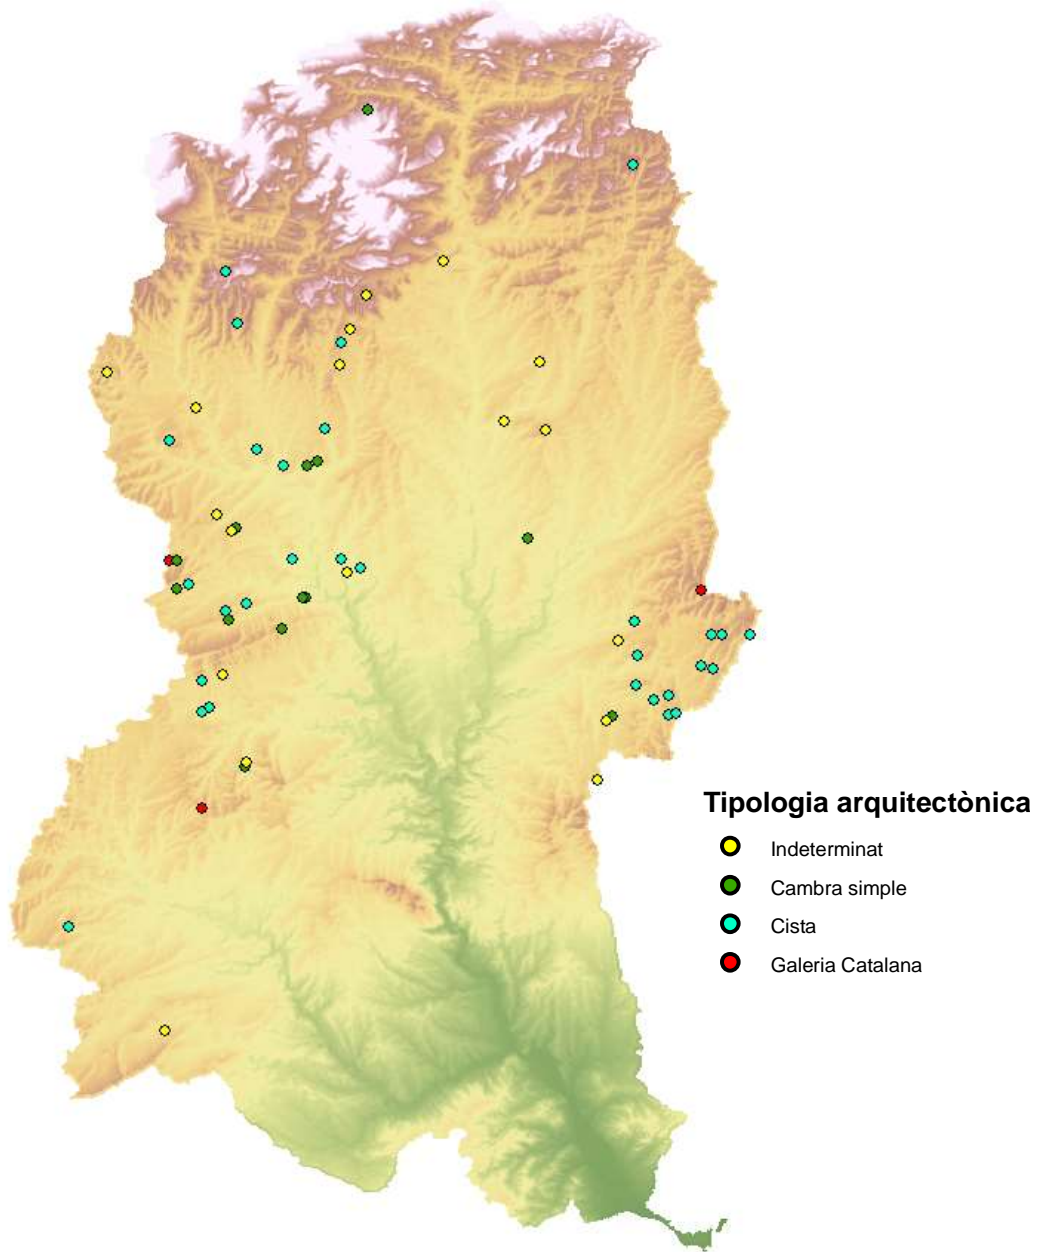 Tipologia arquitectònica
Indeterminat
Cambra simple
Cista
Galeria Catalana